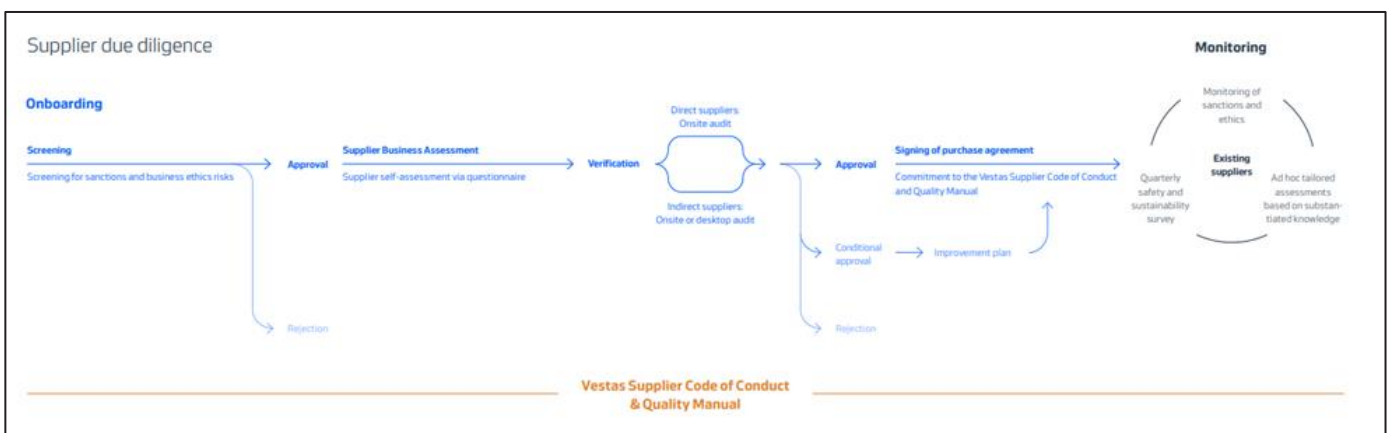 Supplier due diligence
Onboarding
Screening
Screening for sanctions and business ethics risks
Approval
Rejection
Supplier Business Assessment
Supplier self-assessment via questionnaire
Verification
Direct suppliers:
Onsite audit
Indirect suppliers:
Onsite or desktop audit
Approval
Conditional
approval
Improvement plan
Rejection
Signing of purchase agreement
Commitment to the Vestas Supplier Code of Conduct
and Quality Manual
Monitoring
Monitoring of
sanctions and
ethics
Existing
suppliers
Quarterly
safety and
sustainability
survey
Ad hoc tailored
assessments
based on substan-
tiated knowledge
Vestas Supplier Code of Conduct
& Quality Manual